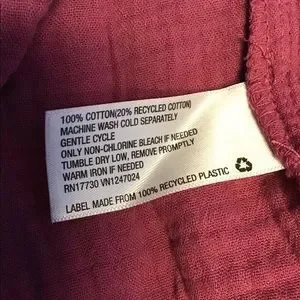 100% COTTON(20% RECYCLED COTTON)
MACHINE WASH COLD SEPARATELY
GENTLE CYCLE
ONLY NON-CHLORINE BLEACH IF NEEDED
TUMBLE DRY LOW, REMOVE PROMPTLY
WARM IRON IF NEEDED
RN17730 VN1247024
LABEL MADE FROM 100% RECYCLED PLASTIC